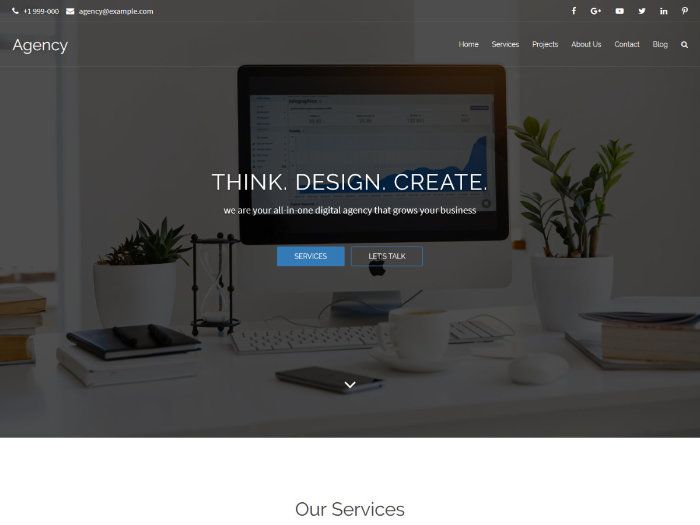 +1 999-000 agency@example.com
Agency
Home Services Projects About Us Contact Blog
Infographics
THINK. DESIGN. CREATE.
we are your all-in-one digital agency that grows your business
SERVICES LET'S TALK
Our Services